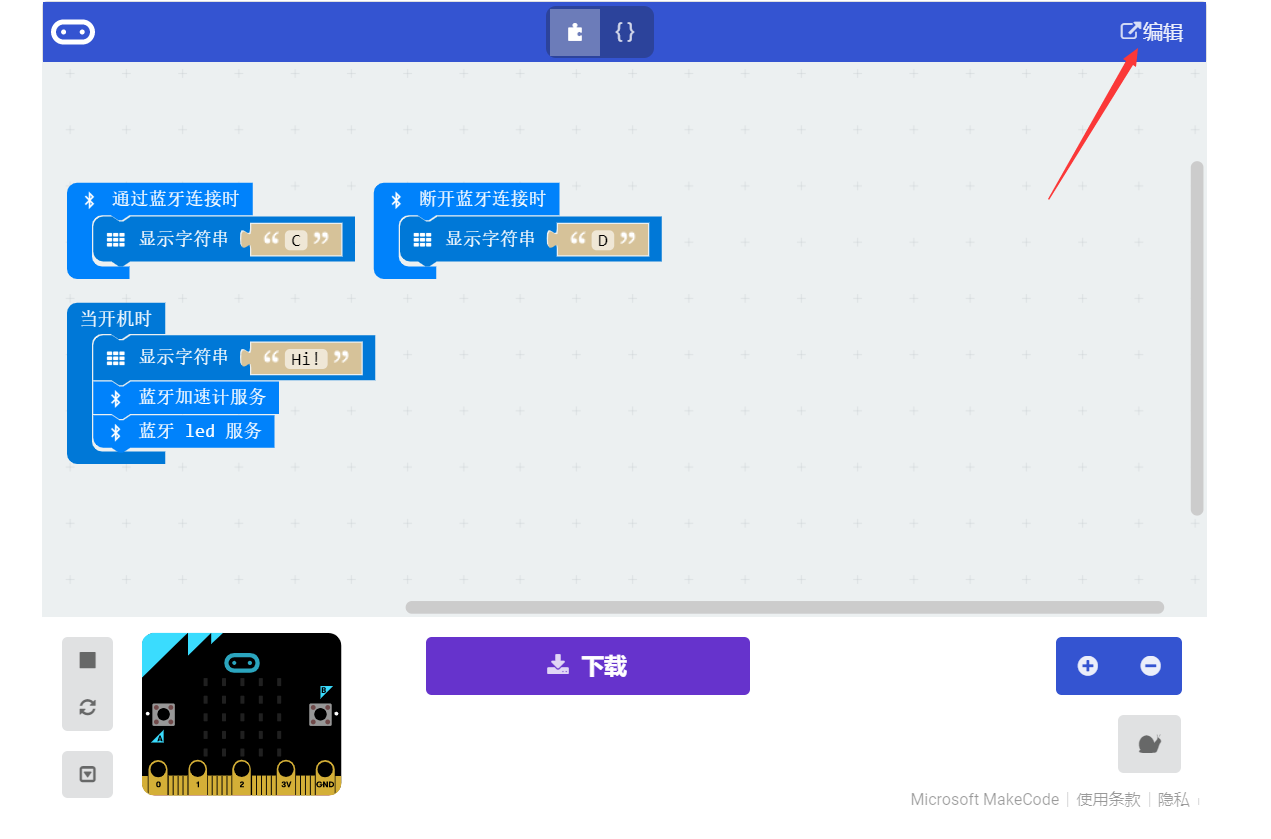 { }
编辑
通过蓝牙连接时
显示字符串 “ C ”
断开蓝牙连接时
显示字符串 “ D ”
当开机时
显示字符串 “ Hi! ”
蓝牙加速计服务
蓝牙 led 服务
下载
B
A
0 1 2 3V GND
Microsoft MakeCode | 使用条款 | 隐私